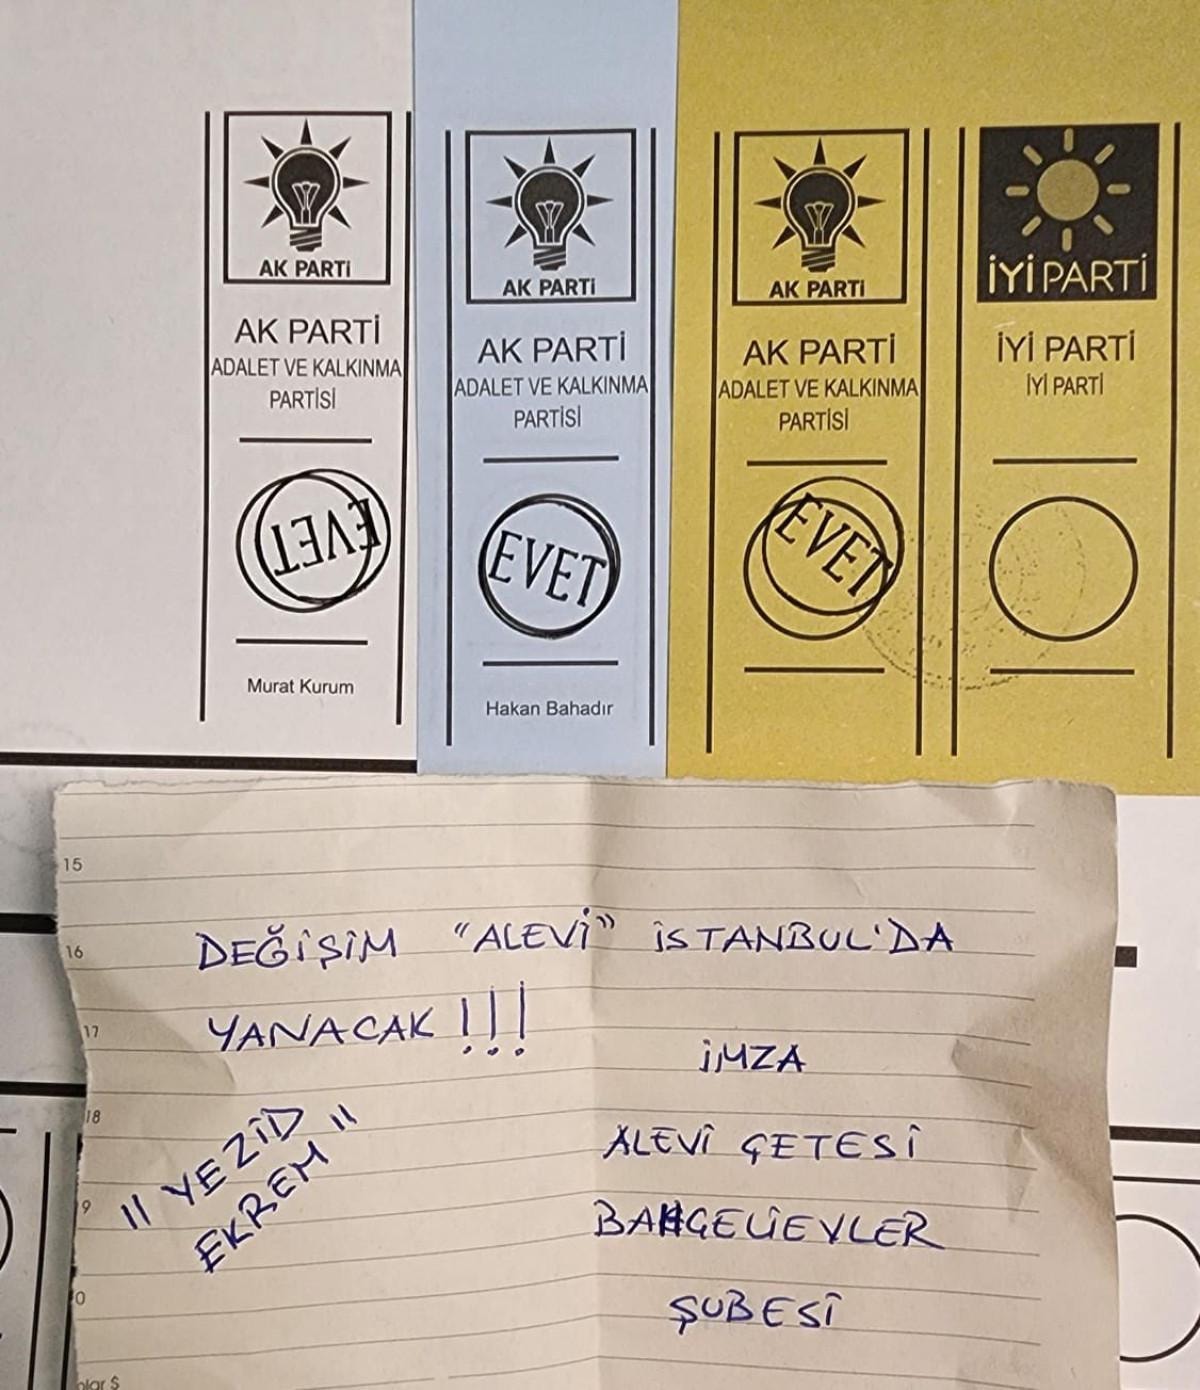 AK PARTİ
AK PARTİ
ADALET VE KALKINMA
PARTİSİ
EVET
Murat Kurum
AK PARTİ
AK PARTİ
ADALET VE KALKINMA
PARTİSİ
EVET
Hakan Bahadır
AK PARTİ
AK PARTİ
ADALET VE KALKINMA
PARTİSİ
EVET
İYİ PARTİ
İYİ PARTİ
İYİ PARTİ
15
16
17
18
9
0
DEĞİŞİM "ALEVİ" İSTANBUL'DA
YANACAK !!!
İMZA
ALEVİ ÇETESİ
BAHÇELİEVLER
ŞUBESİ
"YEZİD
EKREM"